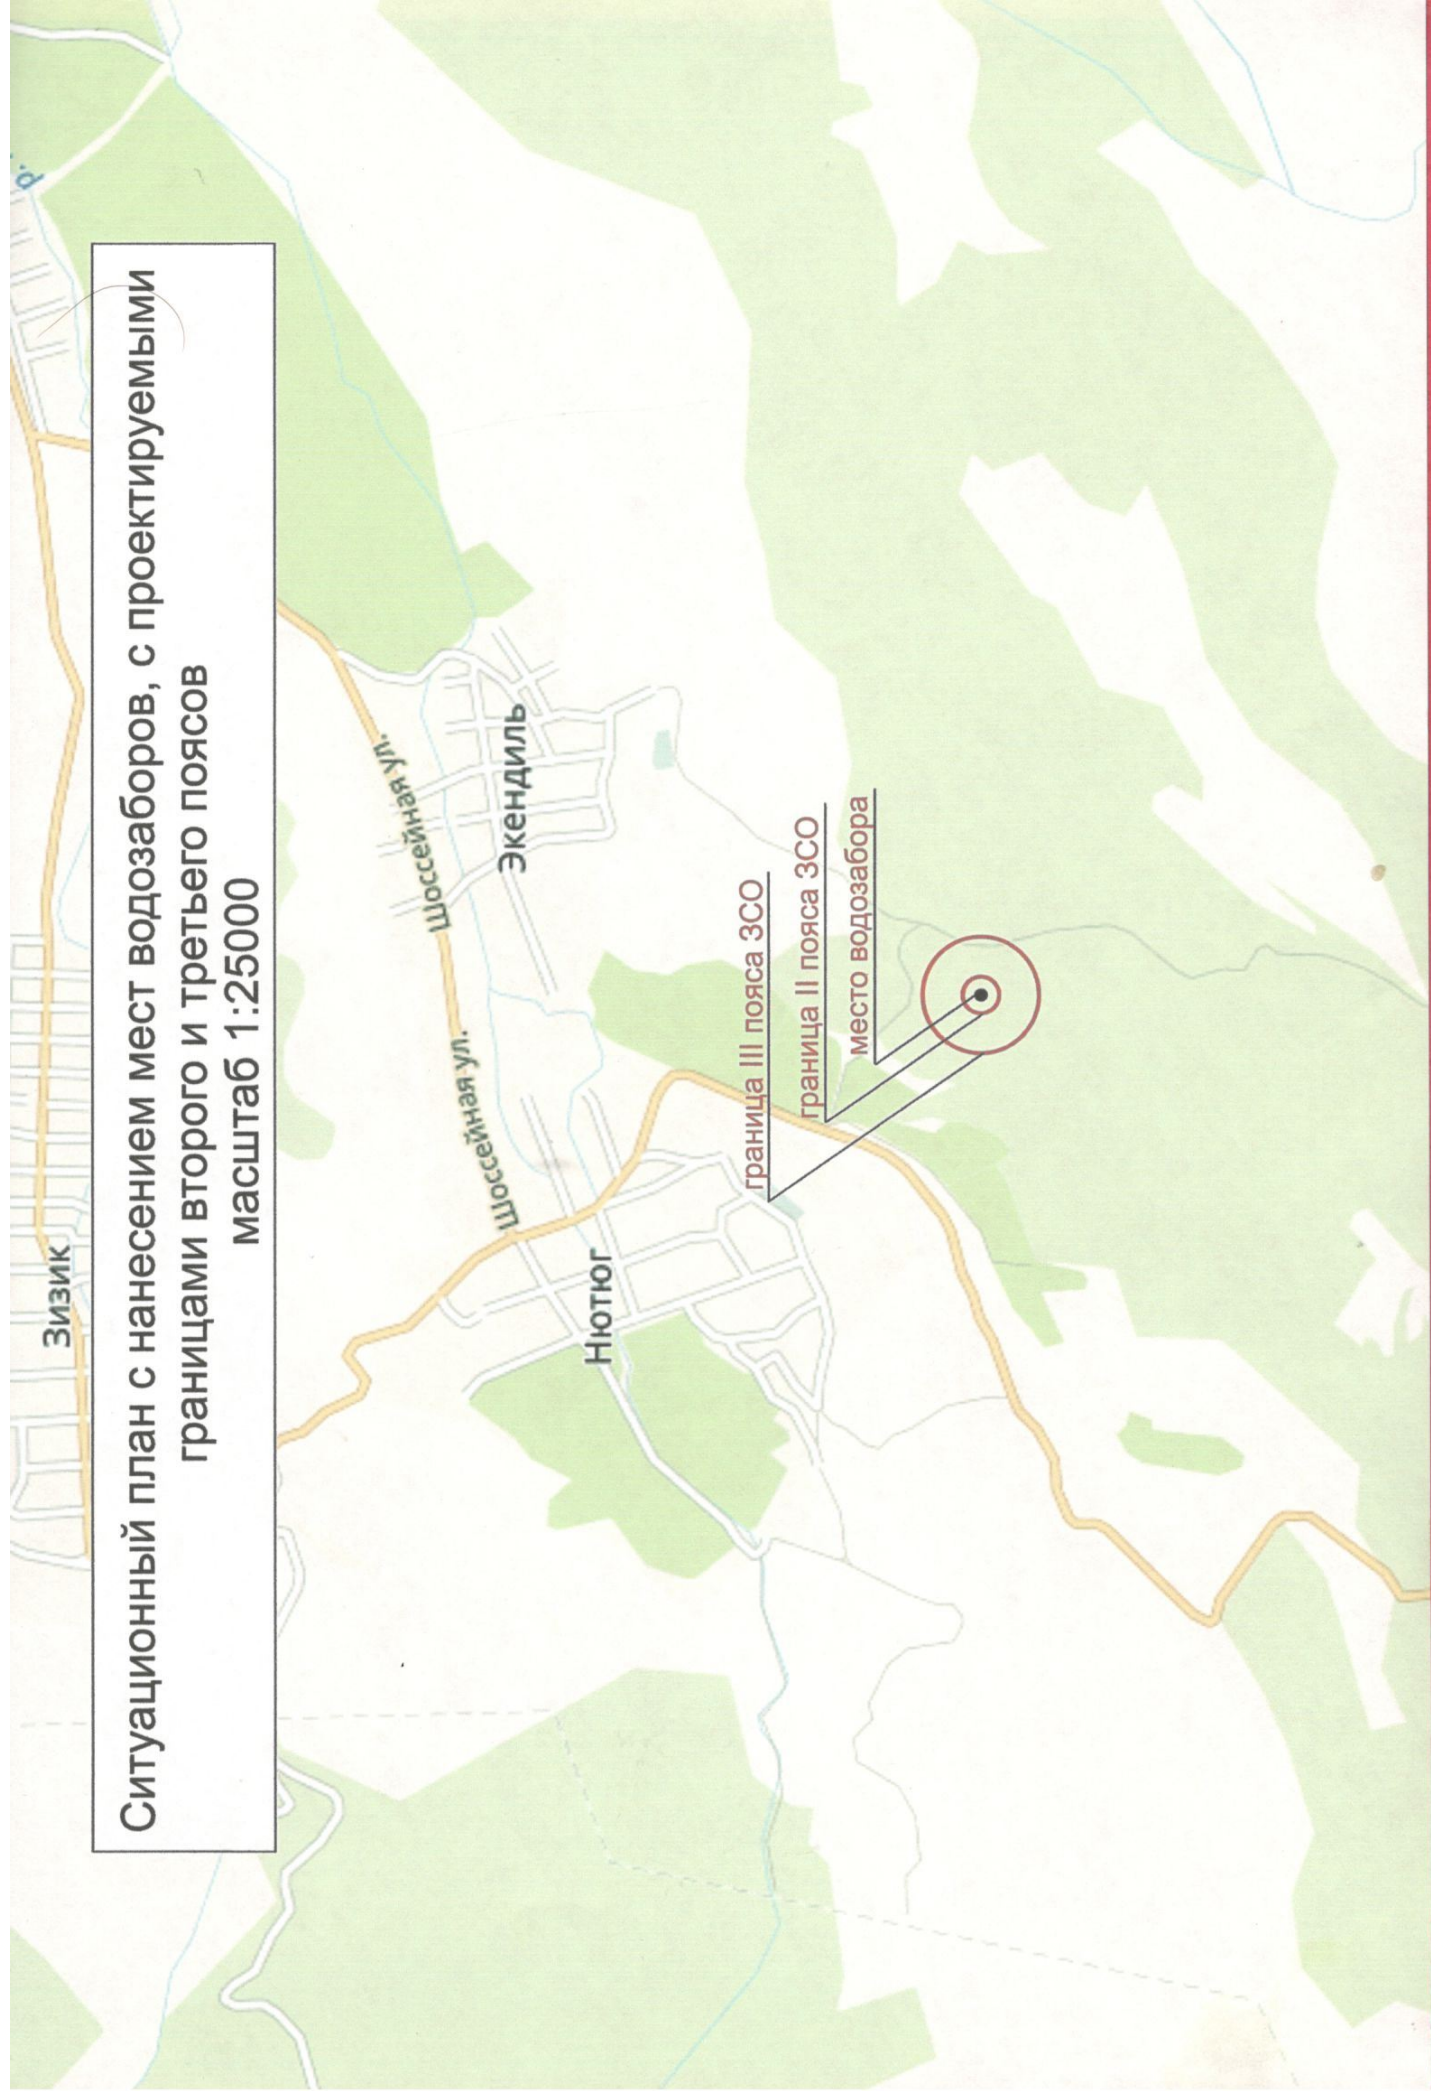 Ситуационный план с нанесением мест водозаборов, с проектируемыми
границами второго и третьего поясов
масштаб 1:25000
Зизик
р.
Шоссейная ул.
Шоссейная ул.
Экендиль
Нютюг
граница III пояса ЗСО
граница II пояса ЗСО
место водозабора